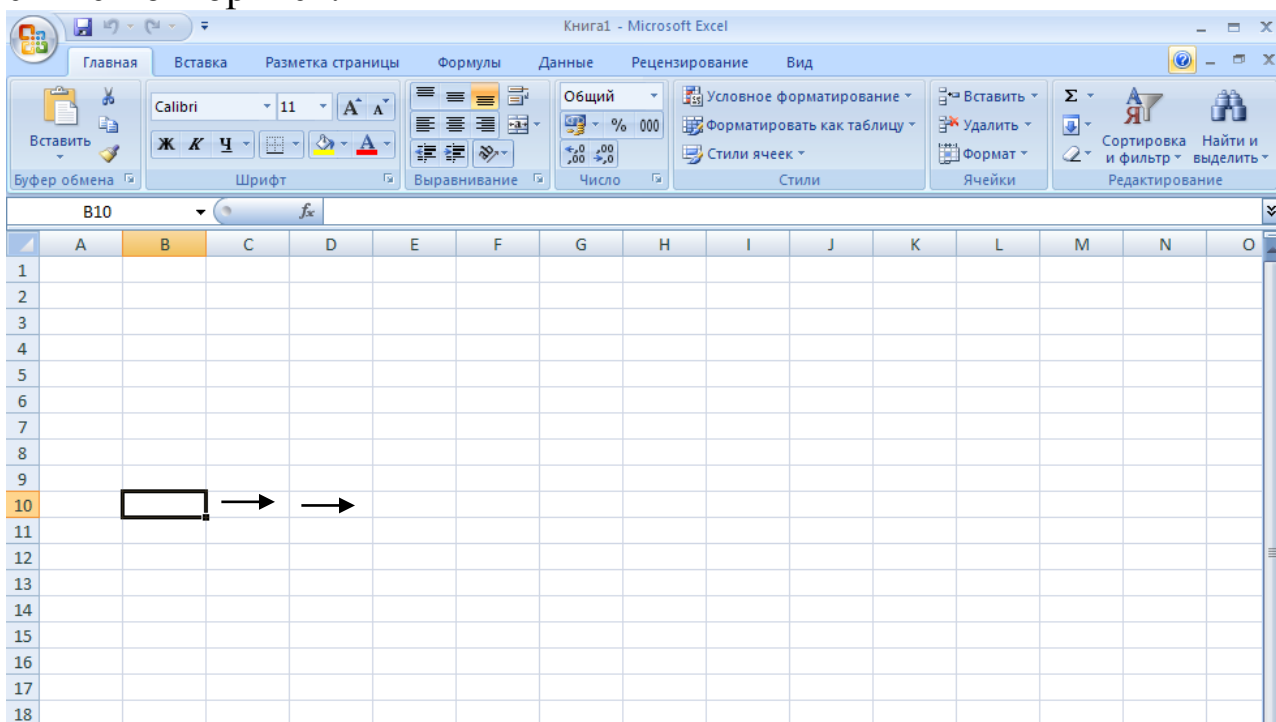 Книга1 - Microsoft Excel
Главная Вставка Разметка страницы Формулы Данные Рецензирование Вид
Calibri 11 A A Общий Условное форматирование Вставить Σ
Ж К Ч A % 000 Форматировать как таблицу Удалить
Вставить Стили ячеек Формат Сортировка и фильтр Найти и выделить
Буфер обмена Шрифт Выравнивание Число Стили Ячейки Редактирование
B10 fx
A B C D E F G H I J K L M N O
1
2
3
4
5
6
7
8
9
10
11
12
13
14
15
16
17
18